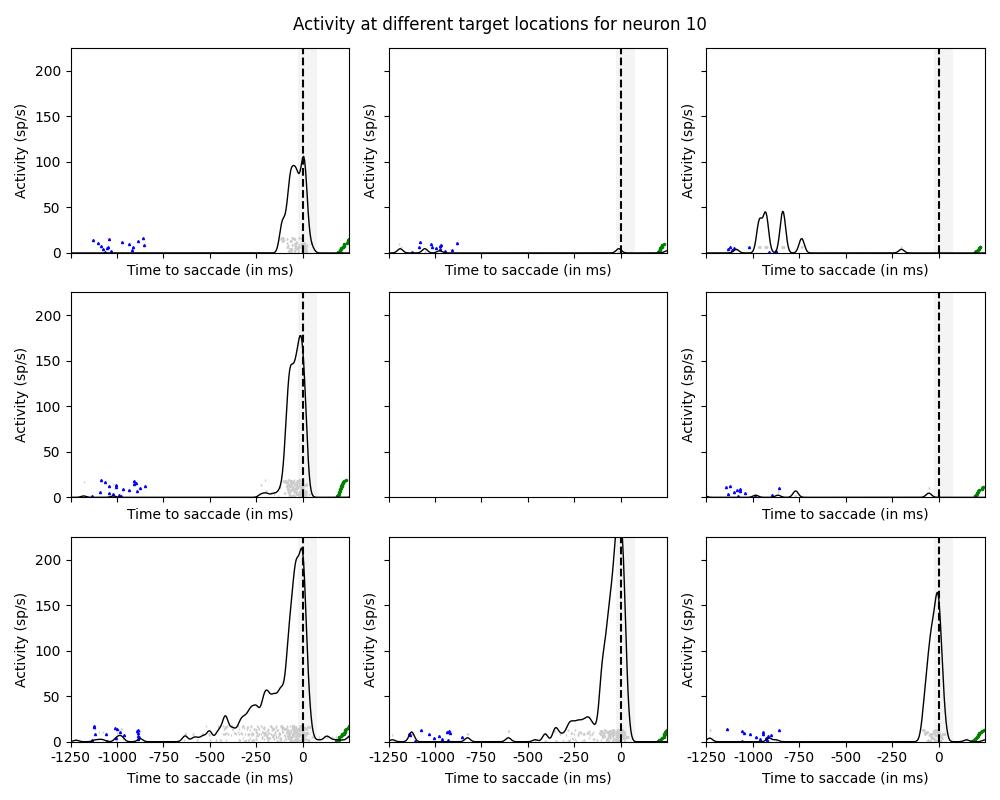 Activity at different target locations for neuron 10
200
150
100
50
0
Activity (sp/s)
Activity (sp/s)
Activity (sp/s)
Time to saccade (in ms)
Time to saccade (in ms)
Time to saccade (in ms)
200
150
100
50
0
Activity (sp/s)
Activity (sp/s)
Time to saccade (in ms)
Time to saccade (in ms)
200
150
100
50
0
Activity (sp/s)
Activity (sp/s)
Activity (sp/s)
-1250 -1000 -750 -500 -250 0
-1250 -1000 -750 -500 -250 0
-1250 -1000 -750 -500 -250 0
Time to saccade (in ms)
Time to saccade (in ms)
Time to saccade (in ms)